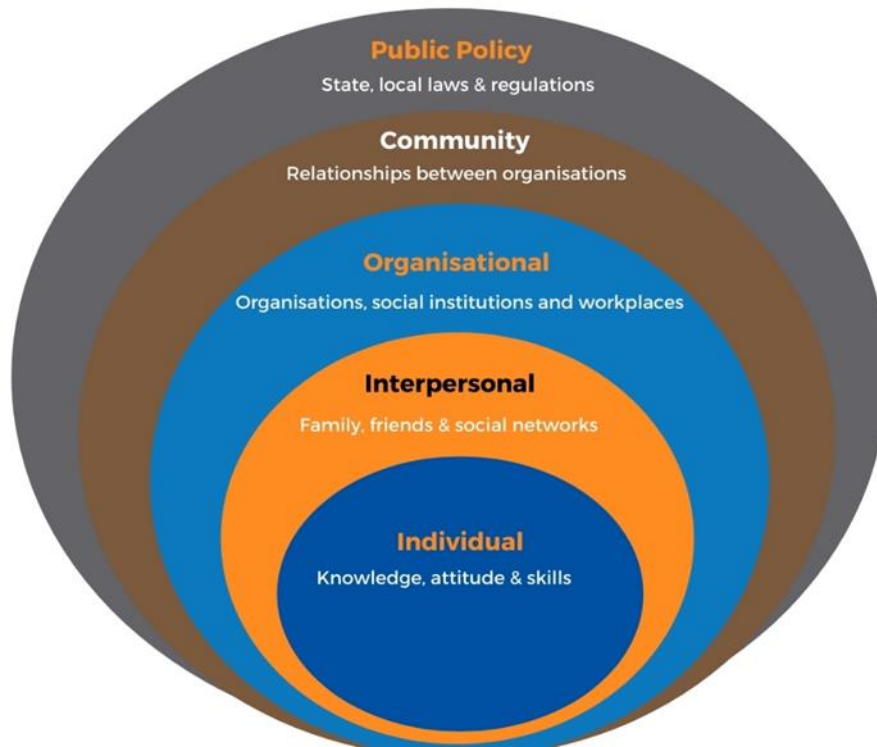 Public Policy
State, local laws & regulations
Community
Relationships between organisations
Organisational
Organisations, social institutions and workplaces
Interpersonal
Family, friends & social networks
Individual
Knowledge, attitude & skills